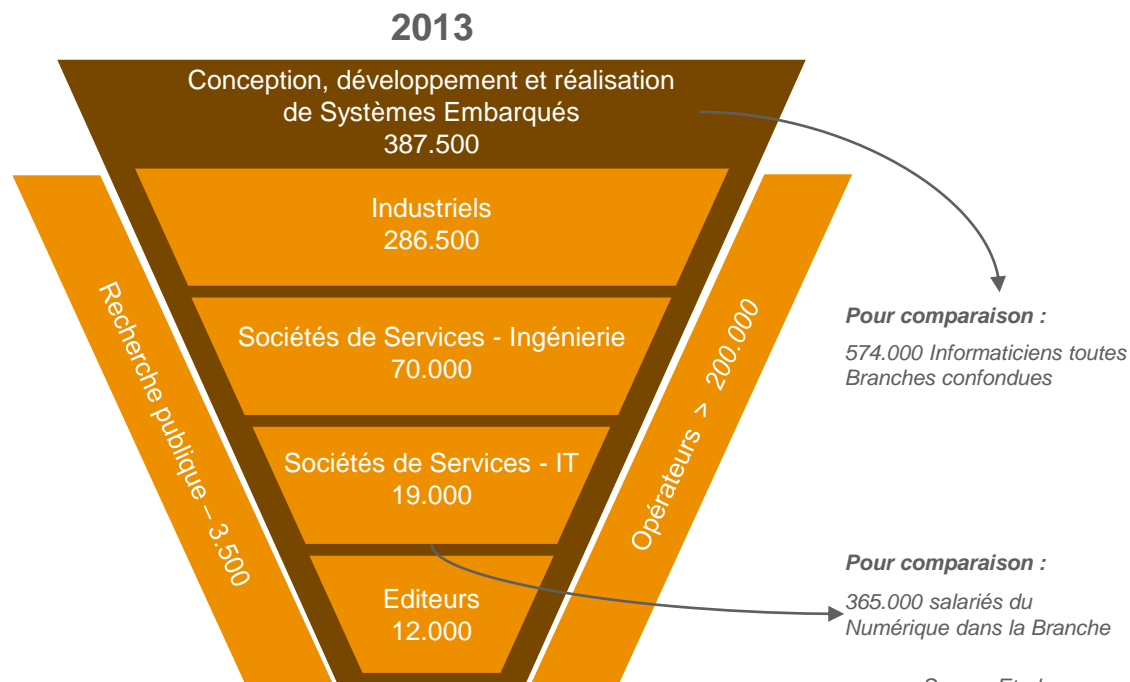 2013
Conception, développement et réalisation
de Systèmes Embarqués
387.500
Industriels
286.500
Sociétés de Services - Ingénierie
70.000
Sociétés de Services - IT
19.000
Editeurs
12.000
Recherche publique – 3.500
Opérateurs > 200.000
Pour comparaison :
574.000 Informaticiens toutes
Branches confondues
Pour comparaison :
365.000 salariés du
Numérique dans la Branche